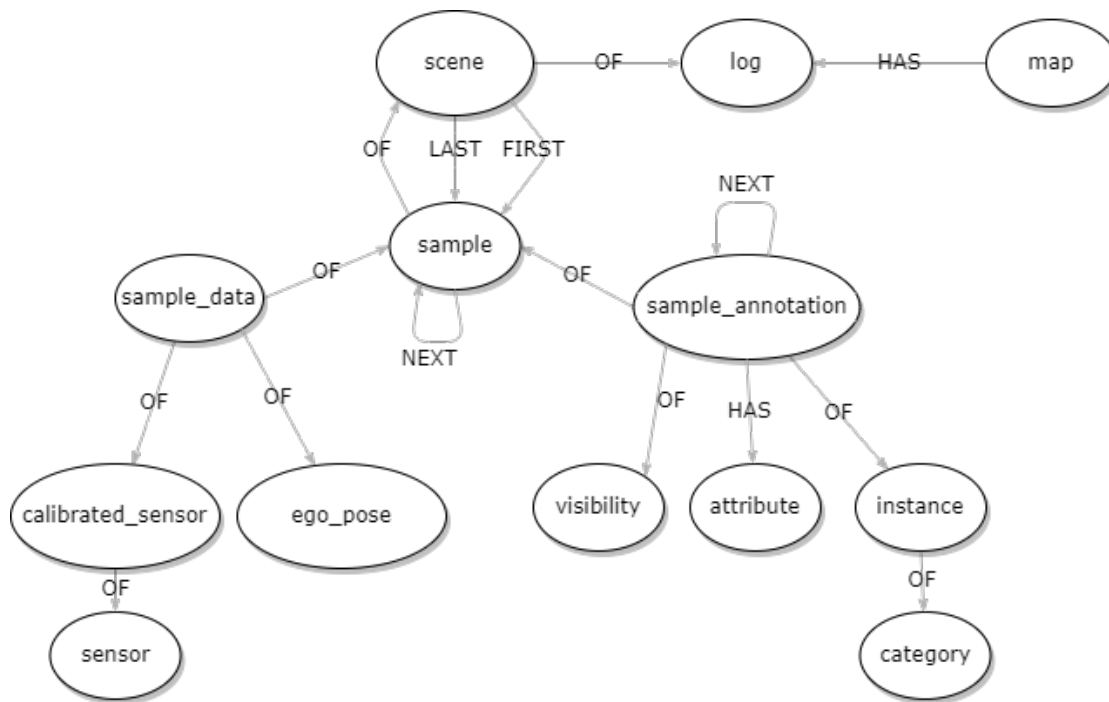 scene
OF
log
HAS
map
OF
LAST
FIRST
NEXT
sample
OF
OF
sample_data
sample_annotation
NEXT
OF
OF
OF
HAS
OF
calibrated_sensor
ego_pose
visibility
attribute
instance
OF
OF
sensor
category